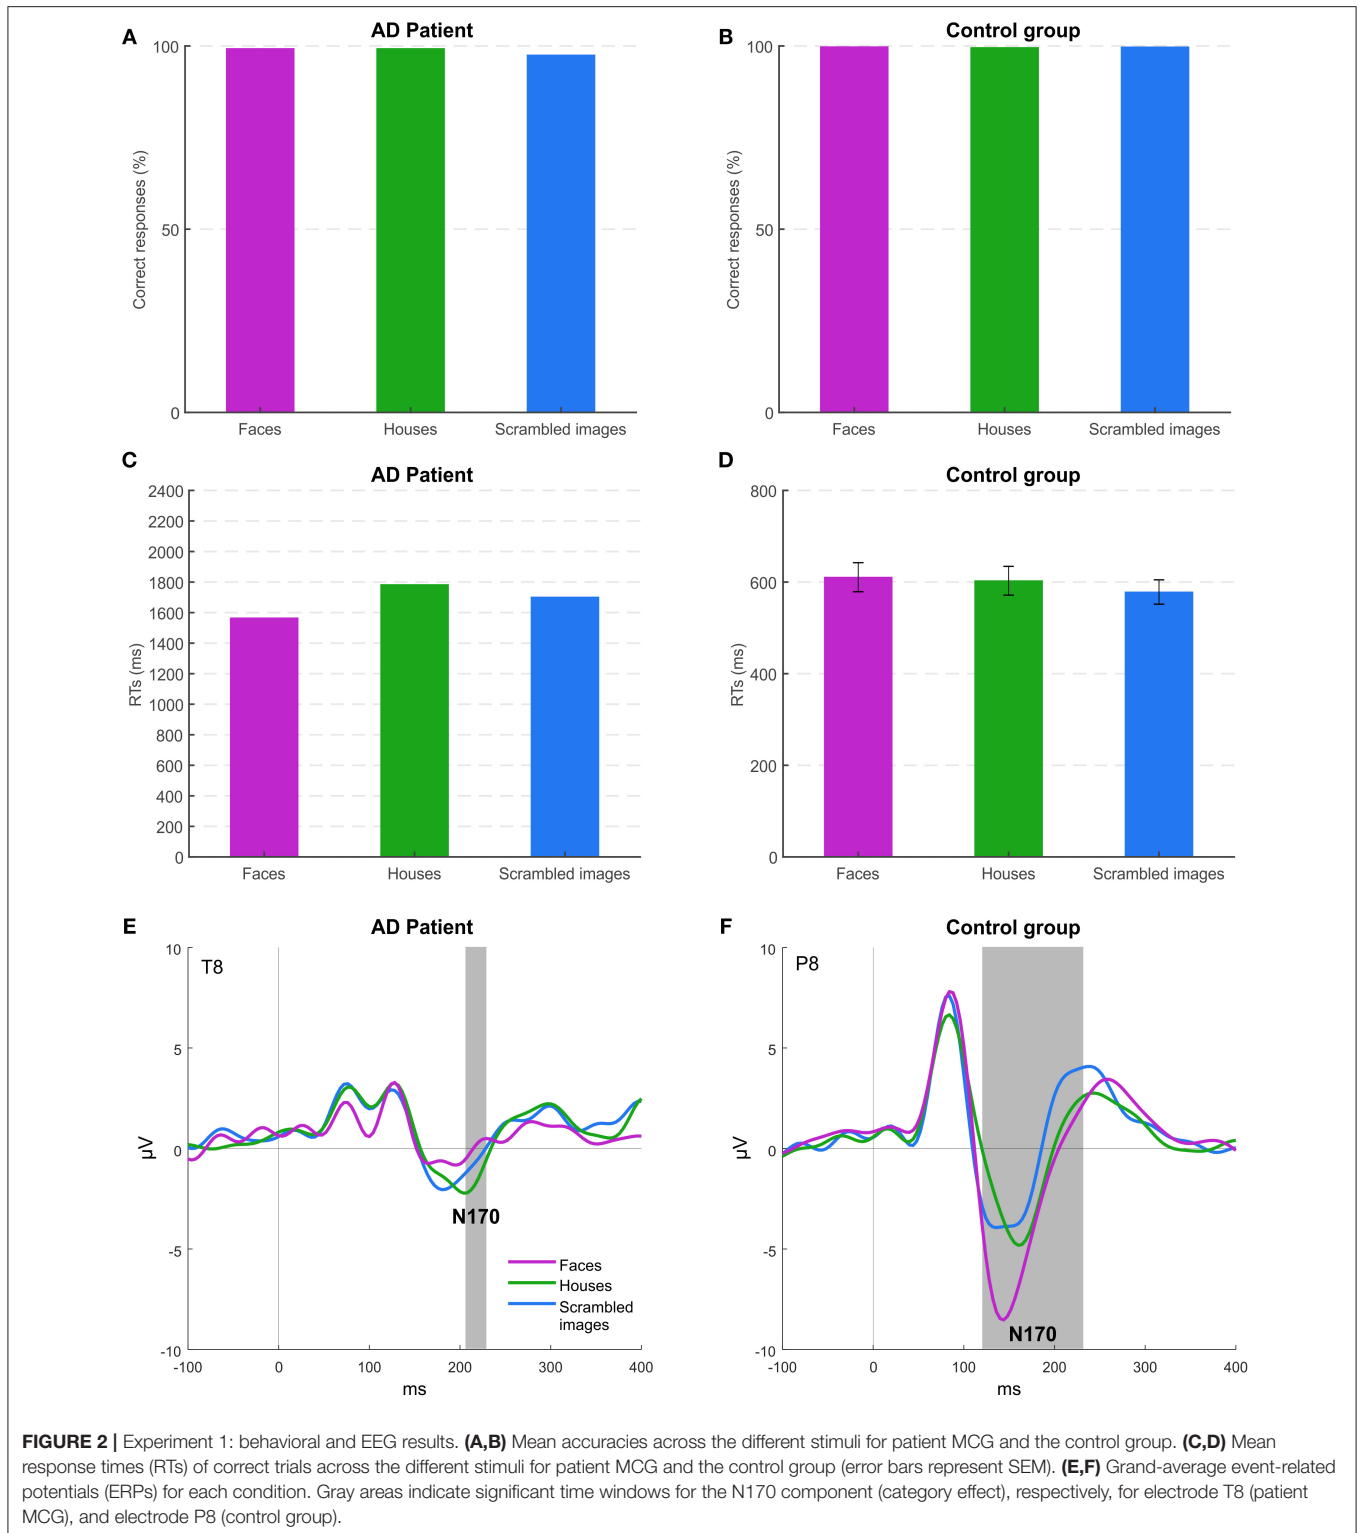 A
AD Patient
100
50
0
Correct responses (%)
Faces
Houses
Scrambled images
B
Control group
100
50
0
Correct responses (%)
Faces
Houses
Scrambled images
C
AD Patient
2400
2200
2000
1800
1600
1400
1200
1000
800
600
400
200
0
RTs (ms)
Faces
Houses
Scrambled images
D
Control group
800
600
400
200
0
RTs (ms)
Faces
Houses
Scrambled images
E
AD Patient
T8
10
5
0
-5
-10
µV
N170
Faces
Houses
Scrambled
images
-100
0
100
200
300
400
ms
F
Control group
P8
10
5
0
-5
-10
µV
N170
-100
0
100
200
300
400
ms
FIGURE 2 | Experiment 1: behavioral and EEG results. (A,B) Mean accuracies across the different stimuli for patient MCG and the control group. (C,D) Mean
response times (RTs) of correct trials across the different stimuli for patient MCG and the control group (error bars represent SEM). (E,F) Grand-average event-related
potentials (ERPs) for each condition. Gray areas indicate significant time windows for the N170 component (category effect), respectively, for electrode T8 (patient
MCG), and electrode P8 (control group).